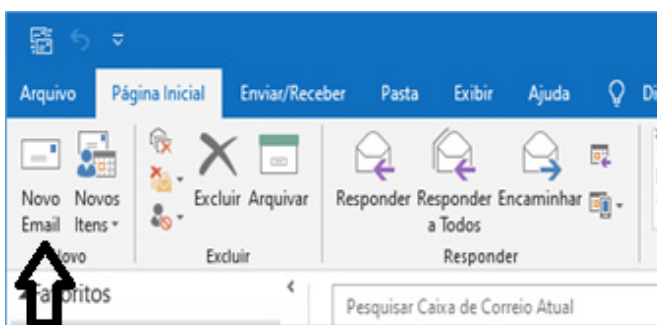 Arquivo Página Inicial Enviar/Receber Pasta Exibir Ajuda
Novo Novos Excluir Arquivar Responder Responder Encaminhar
Email Itens a Todos
Excluir Responder
Pesquisar Caixa de Correio Atual